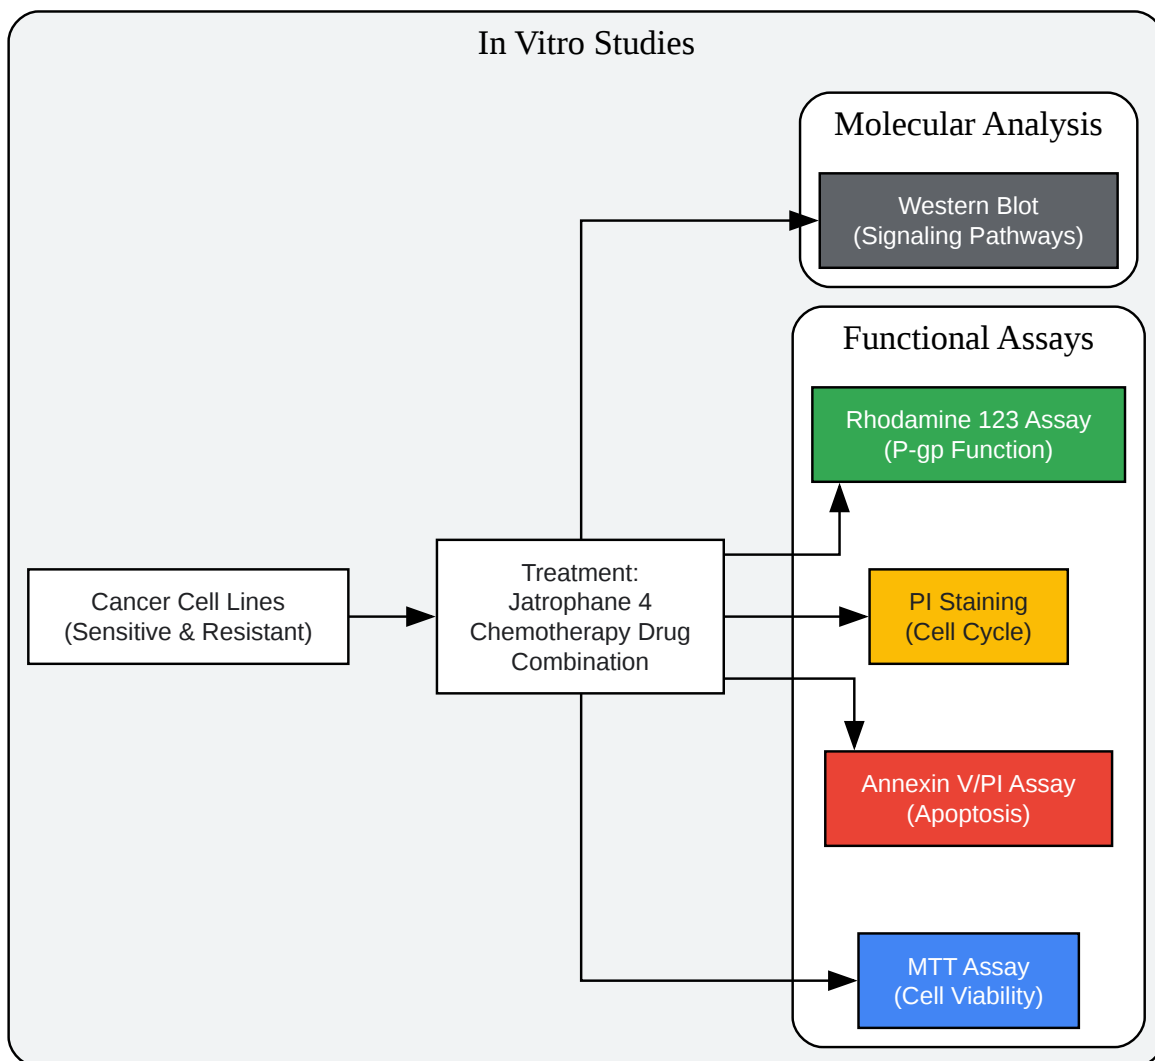 In Vitro Studies
Molecular Analysis
Western Blot
(Signaling Pathways)
Functional Assays
Rhodamine 123 Assay
(P-gp Function)
Cancer Cell Lines
(Sensitive & Resistant)
Treatment:
Jatrophane 4
Chemotherapy Drug
Combination
PI Staining
(Cell Cycle)
Annexin V/PI Assay
(Apoptosis)
MTT Assay
(Cell Viability)